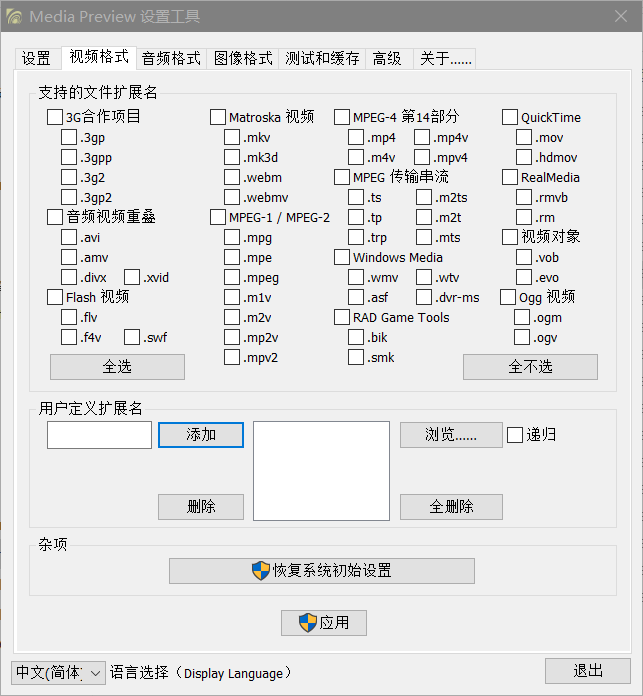 Media Preview 设置工具
设置 视频格式 音频格式 图像格式 测试和缓存 高级 关于......
支持的文件扩展名
3G合作项目 Matroska 视频 MPEG-4 第14部分 QuickTime
.3gp .mkv .mp4 .mp4v .mov
.3gpp .mk3d .m4v .mpv4 .hdmov
.3g2 .webm MPEG 传输串流 RealMedia
.3gp2 .webmv .ts .m2ts .rmvb
音频视频重叠 MPEG-1 / MPEG-2 .tp .m2t .rm
.avi .mpg .trp .mts 视频对象
.amv .mpe Windows Media .vob
.divx .xvid .mpeg .wmv .wtv .evo
Flash 视频 .m1v .asf .dvr-ms Ogg 视频
.flv .m2v RAD Game Tools .ogm
.f4v .swf .mp2v .bik .ogv
.mpv2 .smk
全选 全不选
用户定义扩展名
添加 浏览...... 递归
删除 全删除
杂项
恢复系统初始设置
应用
中文(简体) 语言选择（Display Language） 退出